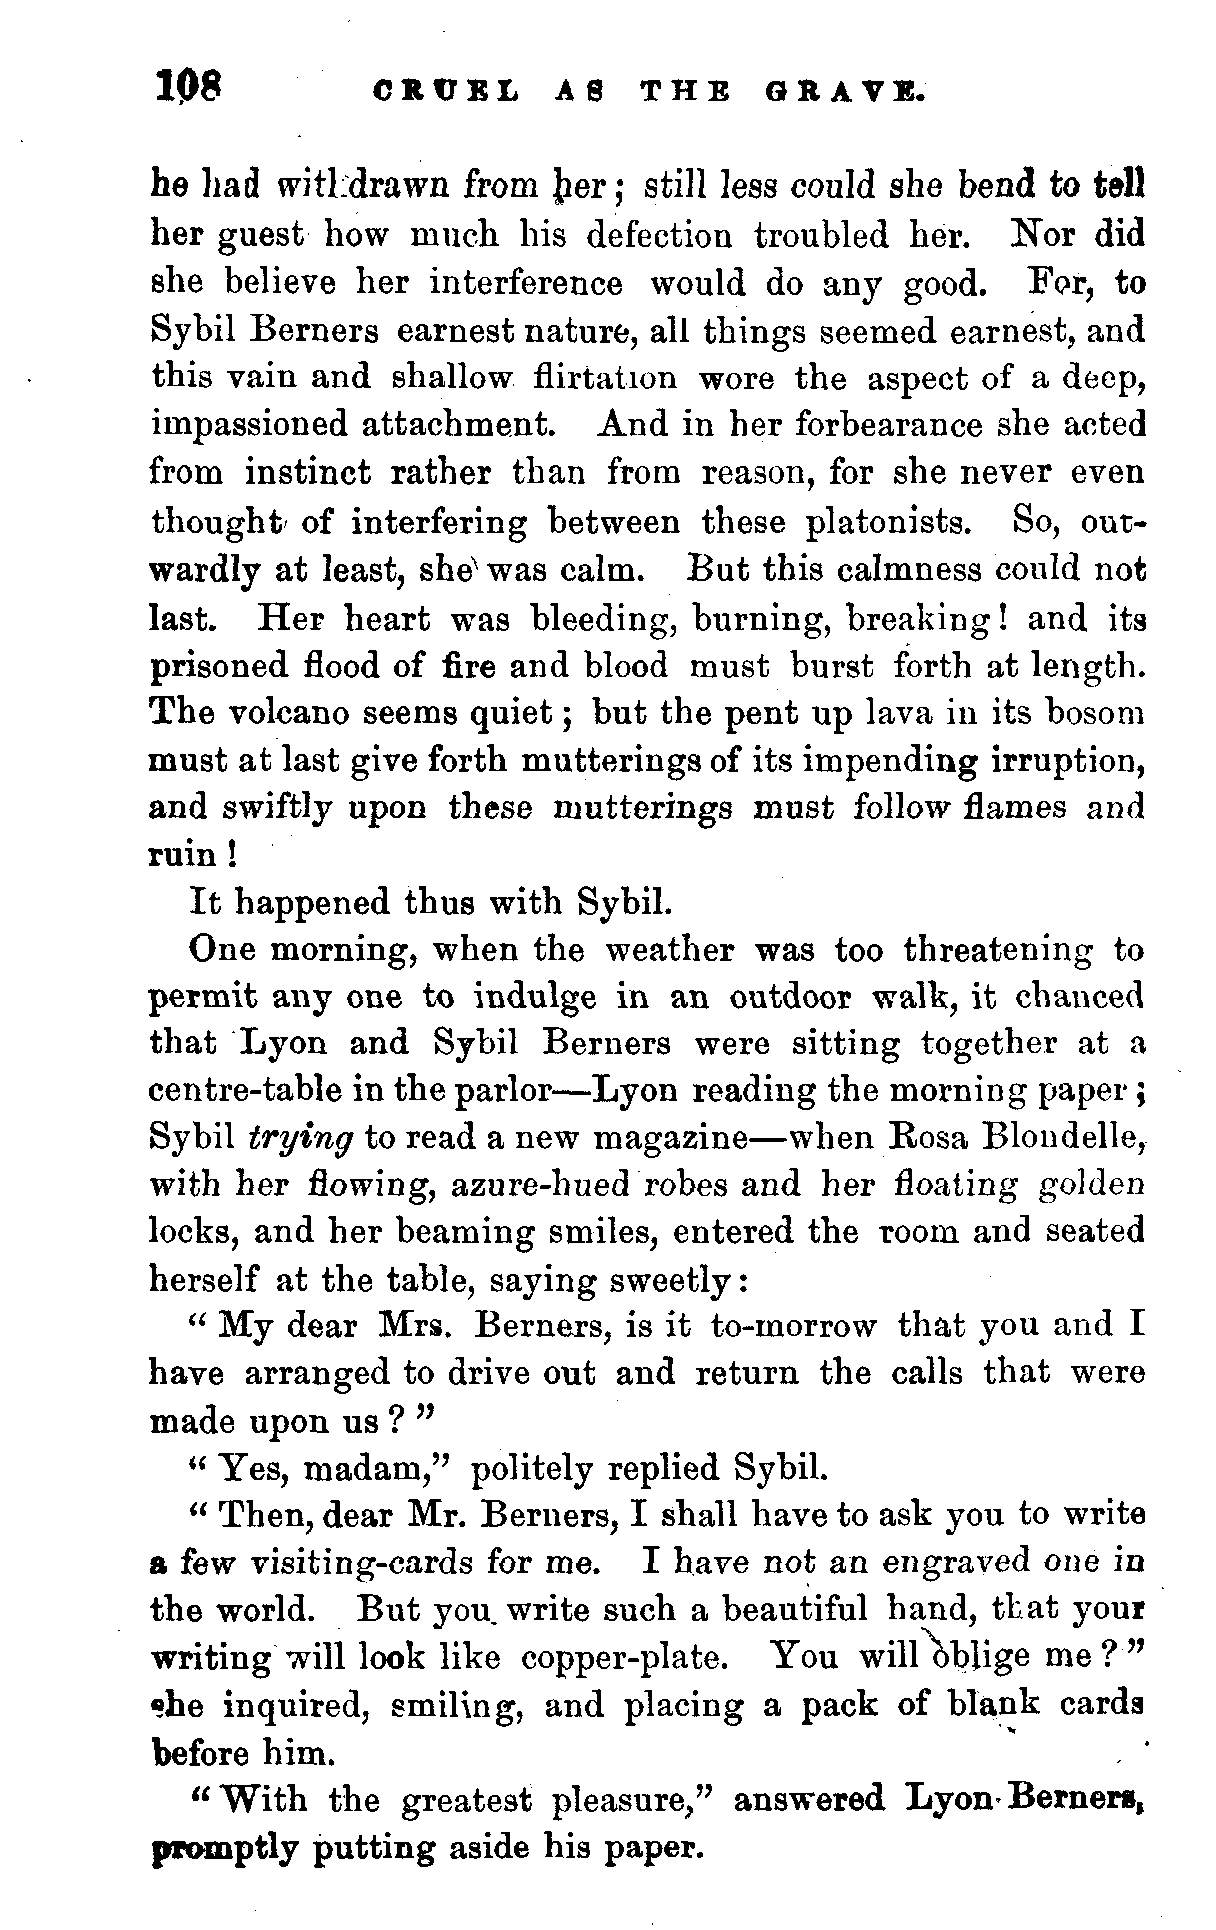 108 CRUEL AS THE GRAVE.
he had withdrawn from her; still less could she bend to tell
her guest how much his defection troubled her. Nor did
she believe her interference would do any good. For, to
Sybil Berners earnest nature, all things seemed earnest, and
this vain and shallow flirtation wore the aspect of a deep,
impassioned attachment. And in her forbearance she acted
from instinct rather than from reason, for she never even
thought of interfering between these platonists. So, out-
wardly at least, she was calm. But this calmness could not
last. Her heart was bleeding, burning, breaking! and its
prisoned flood of fire and blood must burst forth at length.
The volcano seems quiet; but the pent up lava in its bosom
must at last give forth mutterings of its impending irruption,
and swiftly upon these mutterings must follow flames and
ruin!
It happened thus with Sybil.
One morning, when the weather was too threatening to
permit any one to indulge in an outdoor walk, it chanced
that Lyon and Sybil Berners were sitting together at a
centre-table in the parlor—Lyon reading the morning paper;
Sybil trying to read a new magazine—when Rosa Blondelle,
with her flowing, azure-hued robes and her floating golden
locks, and her beaming smiles, entered the room and seated
herself at the table, saying sweetly:
"My dear Mrs. Berners, is it to-morrow that you and I
have arranged to drive out and return the calls that were
made upon us?"
"Yes, madam," politely replied Sybil.
"Then, dear Mr. Berners, I shall have to ask you to write
a few visiting-cards for me. I have not an engraved one in
the world. But you write such a beautiful hand, that your
writing will look like copper-plate. You will oblige me?"
she inquired, smiling, and placing a pack of blank cards
before him.
"With the greatest pleasure," answered Lyon Berners,
promptly putting aside his paper.